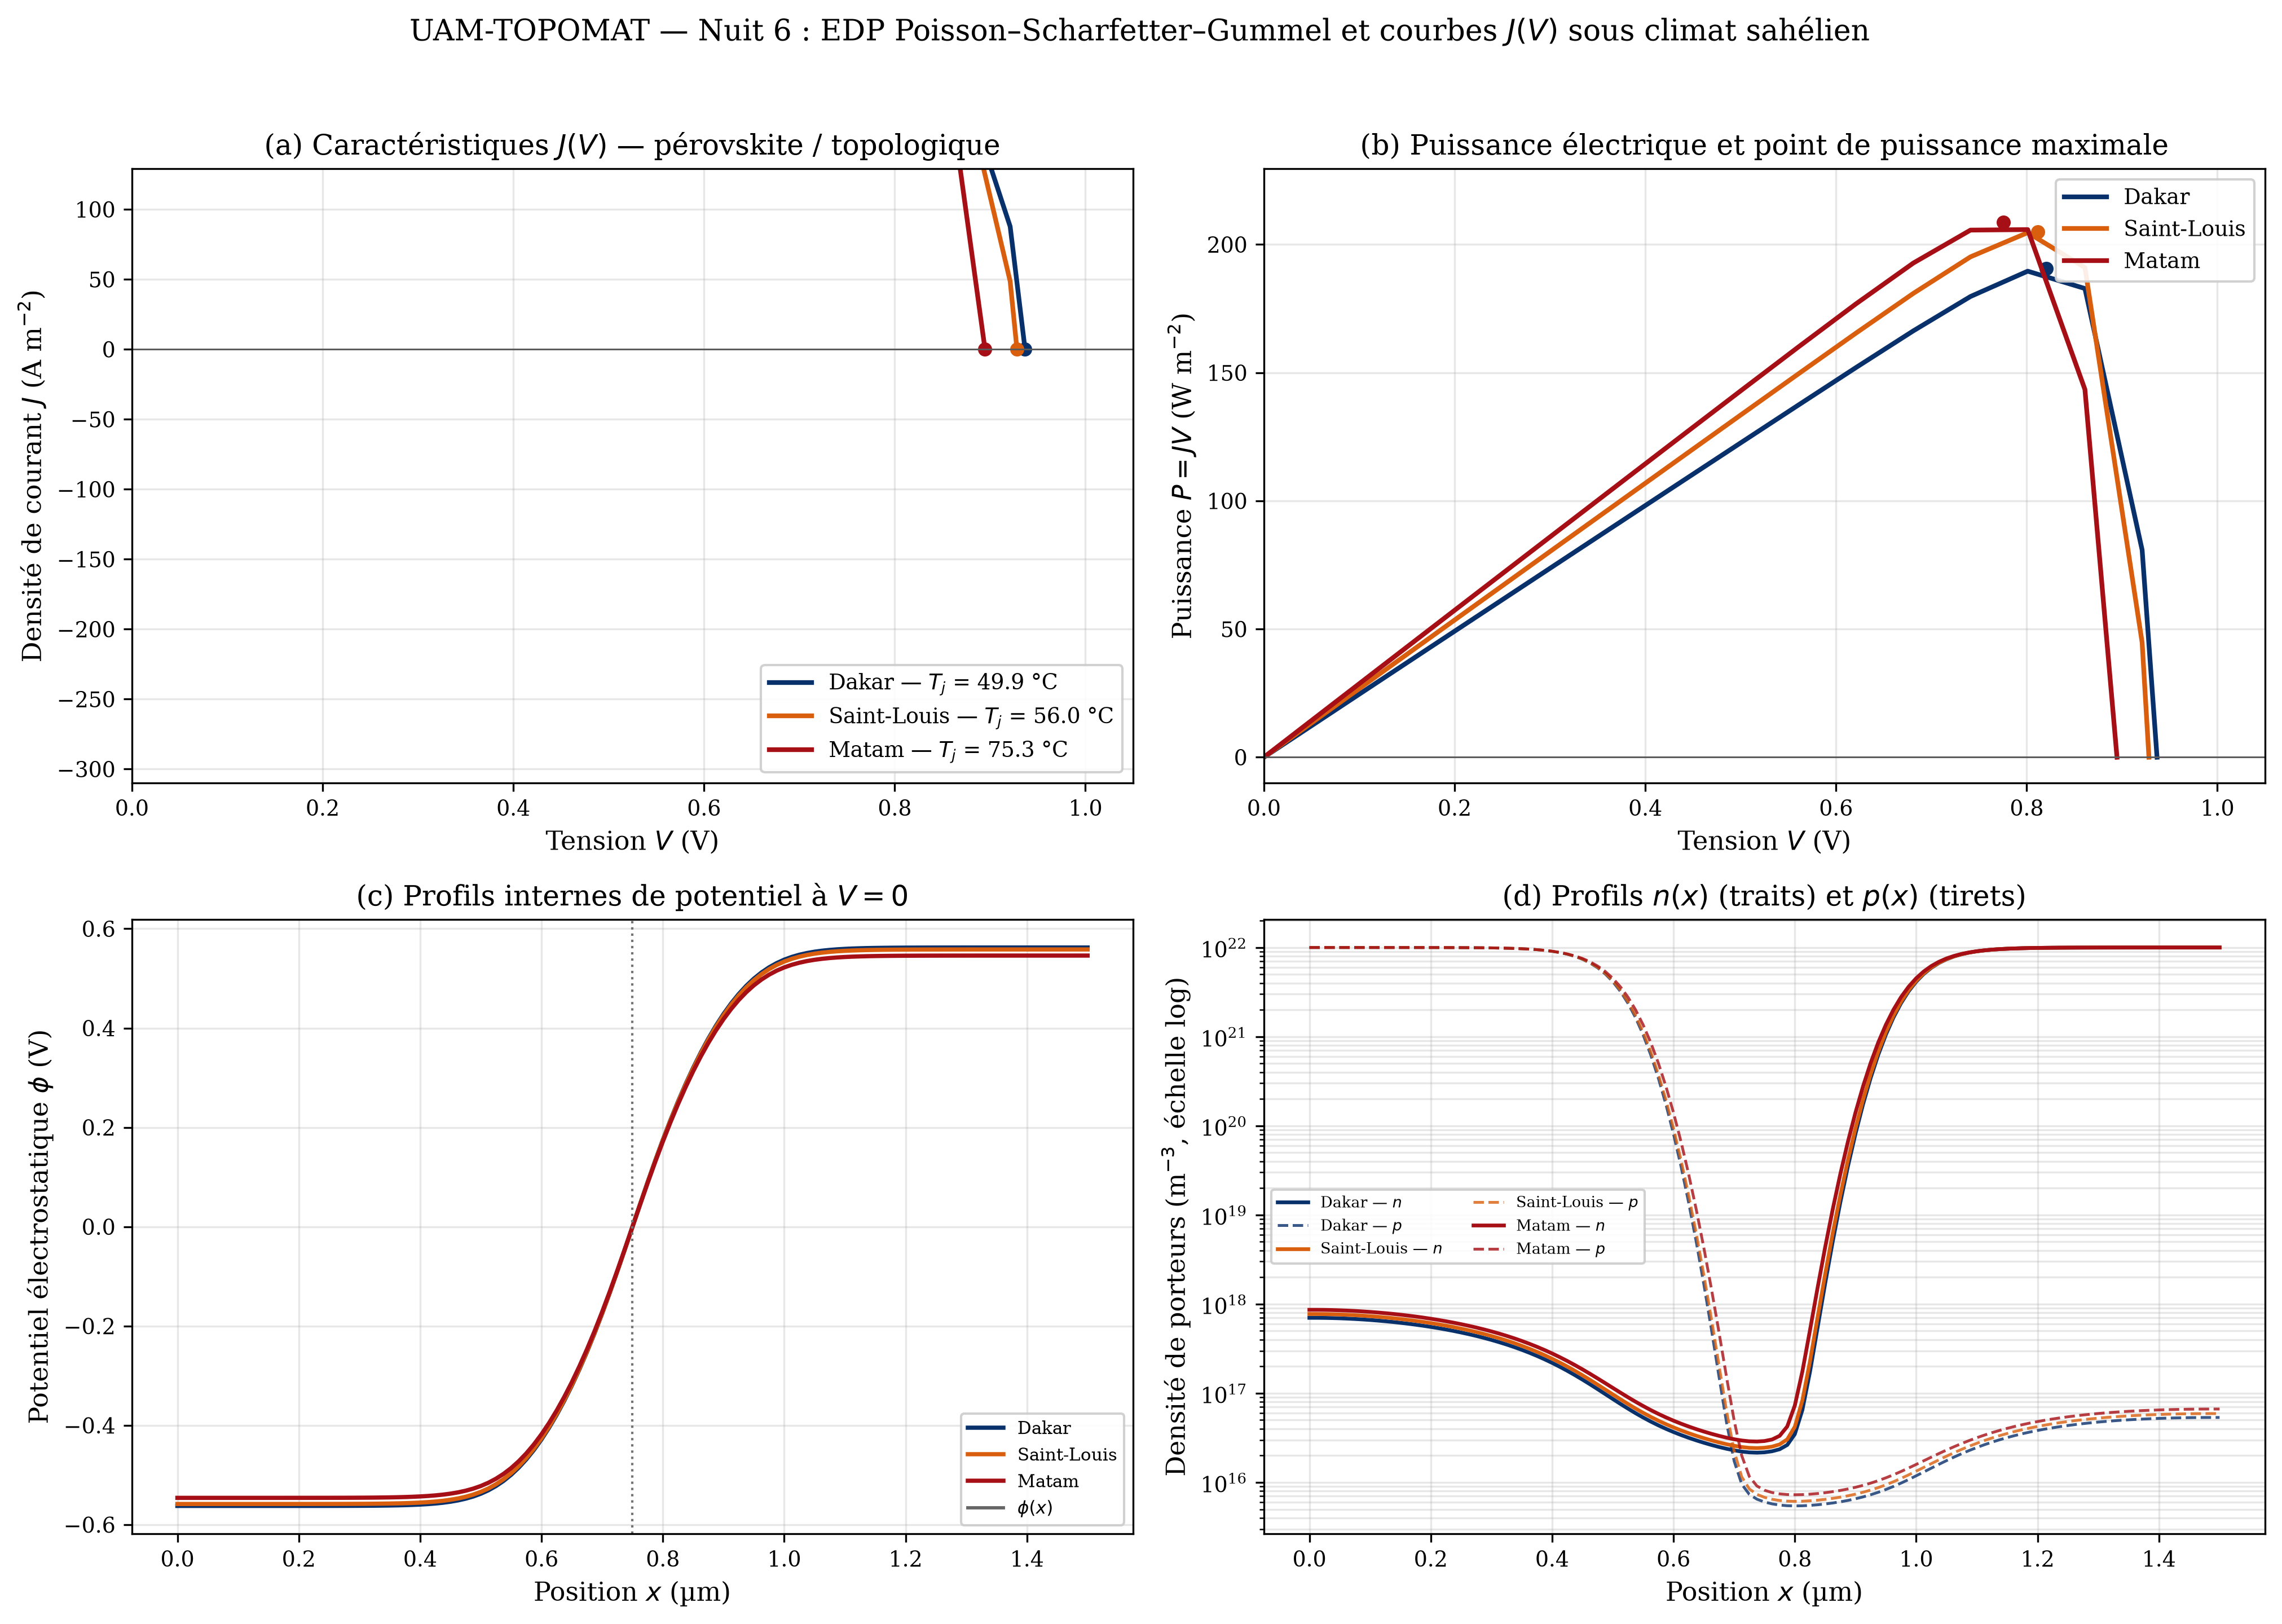 UAM-TOPOMAT — Nuit 6 : EDP Poisson–Scharfetter–Gummel et courbes J(V) sous climat sahélien
(a) Caractéristiques J(V) — pérovskite / topologique
Densité de courant J (A m⁻²)
100
50
0
−50
−100
−150
−200
−250
−300
Dakar — Tj = 49.9 °C
Saint-Louis — Tj = 56.0 °C
Matam — Tj = 75.3 °C
0.0 0.2 0.4 0.6 0.8 1.0
Tension V (V)
(b) Puissance électrique et point de puissance maximale
Puissance P = JV (W m⁻²)
200
150
100
50
0
Dakar
Saint-Louis
Matam
0.0 0.2 0.4 0.6 0.8 1.0
Tension V (V)
(c) Profils internes de potentiel à V = 0
Potentiel électrostatique ϕ (V)
0.6
0.4
0.2
0.0
−0.2
−0.4
−0.6
Dakar
Saint-Louis
Matam
ϕ(x)
0.0 0.2 0.4 0.6 0.8 1.0 1.2 1.4
Position x (µm)
(d) Profils n(x) (traits) et p(x) (tirets)
Densité de porteurs (m⁻³, échelle log)
10²²
10²¹
10²⁰
10¹⁹
10¹⁸
10¹⁷
10¹⁶
Dakar — n
Dakar — p
Saint-Louis — n
Saint-Louis — p
Matam — n
Matam — p
0.0 0.2 0.4 0.6 0.8 1.0 1.2 1.4
Position x (µm)